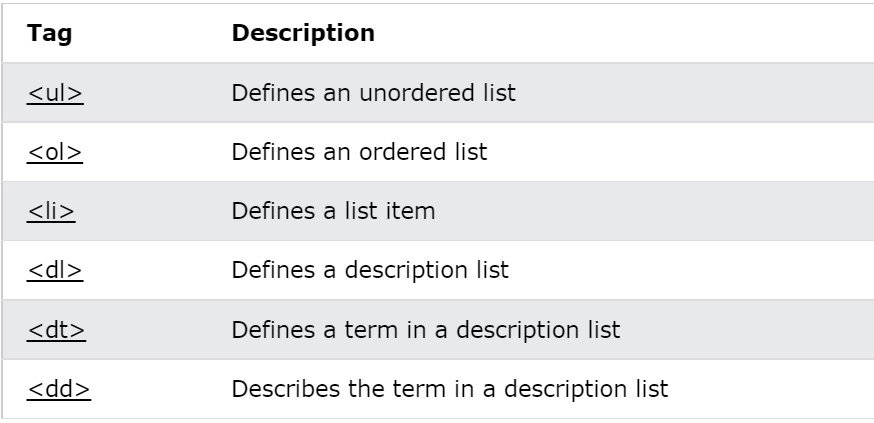 Tag Description
<ul> Defines an unordered list
<ol> Defines an ordered list
<li> Defines a list item
<dl> Defines a description list
<dt> Defines a term in a description list
<dd> Describes the term in a description list